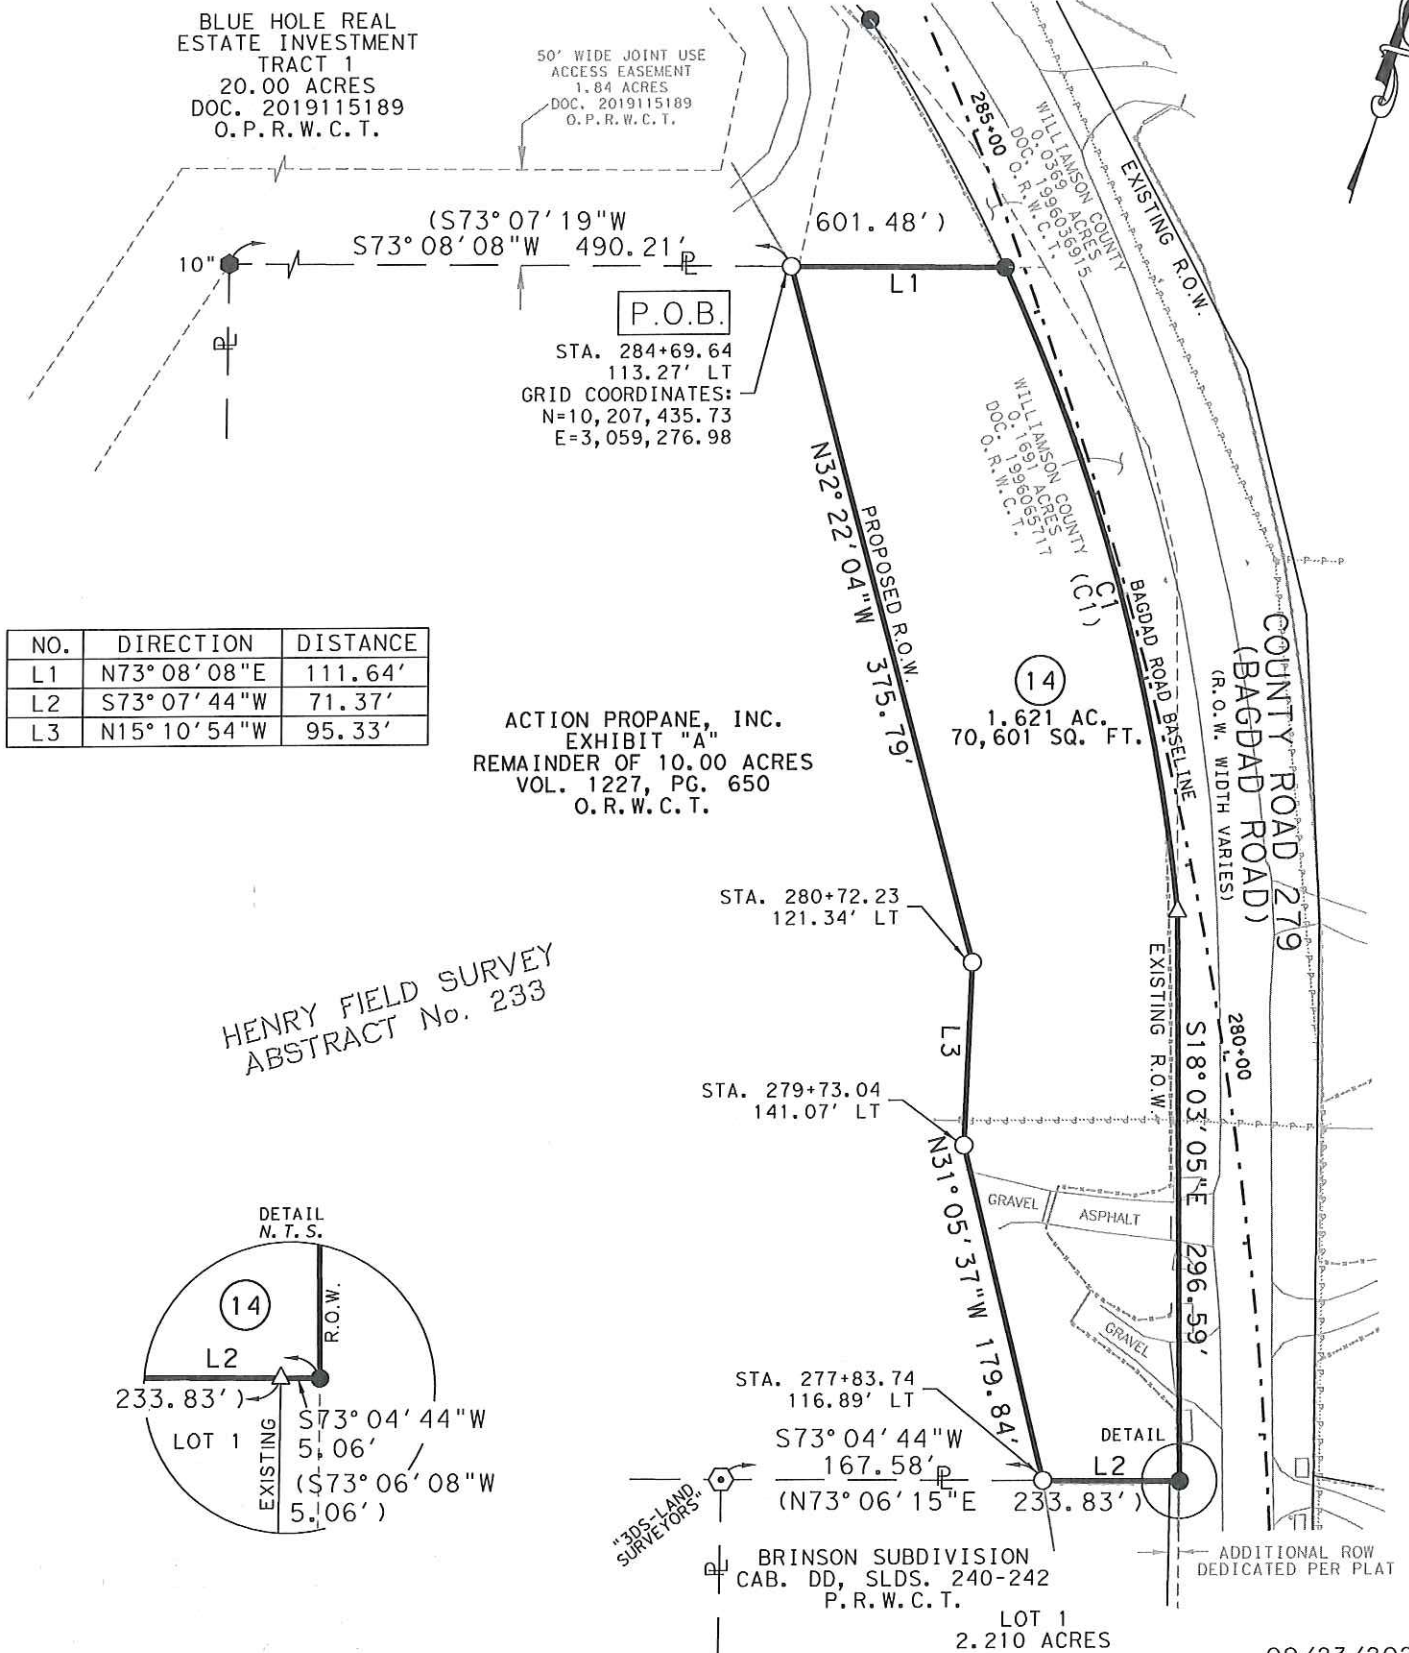 BLUE HOLE REAL
ESTATE INVESTMENT
TRACT 1
20.00 ACRES
DOC. 2019115189
O.P.R.W.C.T.
50' WIDE JOINT USE
ACCESS EASEMENT
1.84 ACRES
DOC. 2019115189
O.P.R.W.C.T.
285+00
WILLIAMSON COUNTY
0.0369 ACRES
DOC. 1996036915
O.R.W.C.T.
EXISTING R.O.W.
(S73°07'19"W 601.48')
S73°08'08"W 490.21'
10"
L1
P.O.B.
STA. 284+69.64
113.27' LT
GRID COORDINATES:
N=10,207,435.73
E=3,059,276.98
WILLIAMSON COUNTY
0.1691 ACRES
DOC. 1996065717
O.R.W.C.T.
PROPOSED R.O.W.
N32°22'04"W 375.79'
C1
(C1)
BAGDAD ROAD BASELINE
COUNTY ROAD 279
(BAGDAD ROAD)
(R.O.W. WIDTH VARIES)
NO. DIRECTION DISTANCE
L1 N73°08'08"E 111.64'
L2 S73°07'44"W 71.37'
L3 N15°10'54"W 95.33'
14
1.621 AC.
70,601 SQ. FT.
ACTION PROPANE, INC.
EXHIBIT "A"
REMAINDER OF 10.00 ACRES
VOL. 1227, PG. 650
O.R.W.C.T.
STA. 280+72.23
121.34' LT
HENRY FIELD SURVEY
ABSTRACT No. 233
EXISTING R.O.W.
280+00
L3
S18°03'05"E 296.59'
STA. 279+73.04
141.07' LT
N31°05'37"W 179.84'
GRAVEL
ASPHALT
GRAVEL
DETAIL
N.T.S.
14
R.O.W.
L2
233.83')
S73°04'44"W
5.06'
LOT 1
EXISTING
(S73°06'08"W
5.06')
STA. 277+83.74
116.89' LT
S73°04'44"W
167.58'
DETAIL
L2
(N73°06'15"E 233.83')
"3DS-LAND
SURVEYORS"
BRINSON SUBDIVISION
CAB. DD, SLDS. 240-242
P.R.W.C.T.
LOT 1
2.210 ACRES
ADDITIONAL ROW
DEDICATED PER PLAT